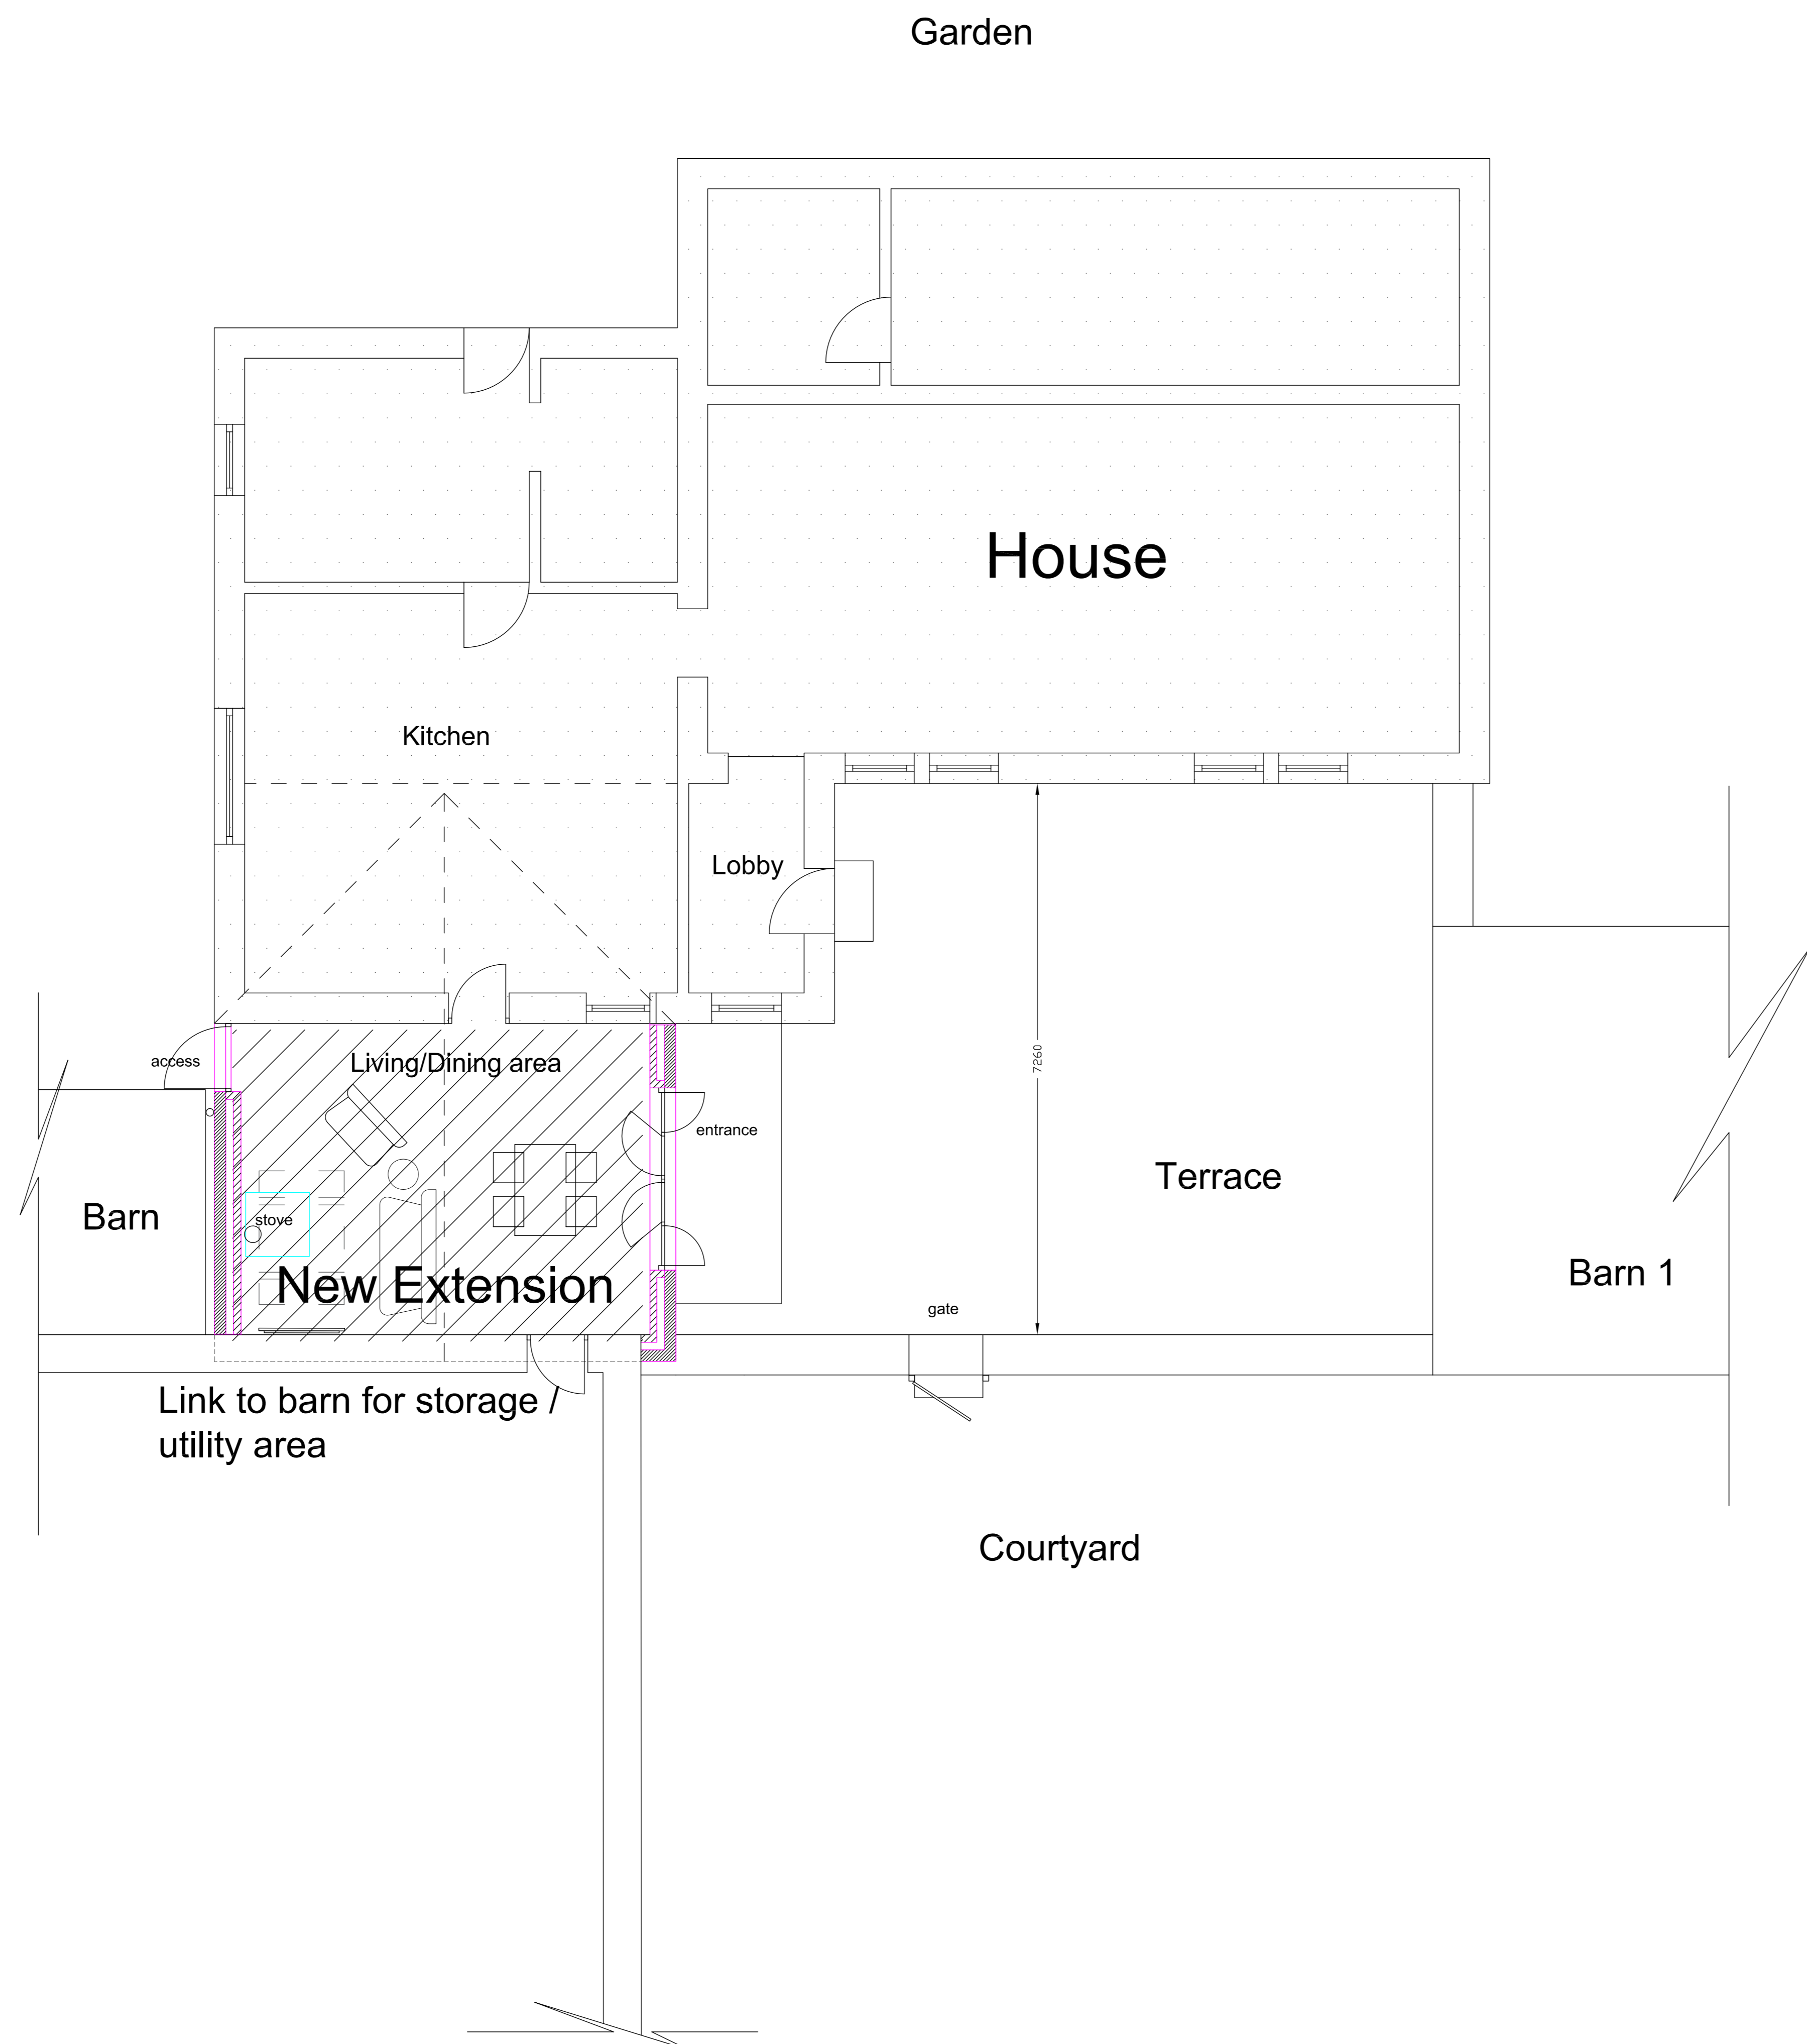 Garden
House
Kitchen
Lobby
access
Living/Dining area
7260
entrance
Terrace
Barn
stove
Barn 1
New Extension
gate
Link to barn for storage /
utility area
Courtyard